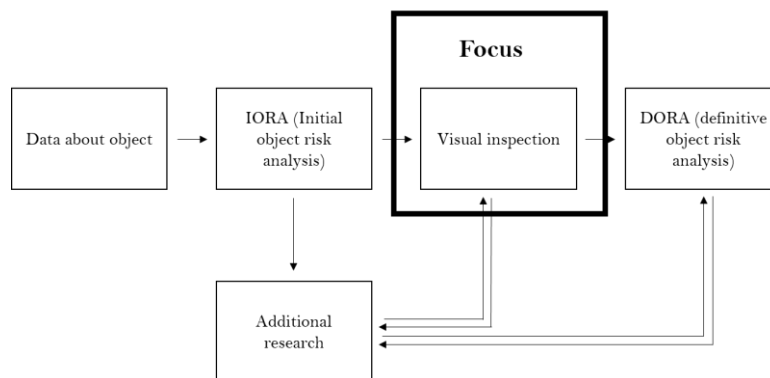 Focus
Data about object
IORA (Initial
object risk
analysis)
Visual inspection
DORA (definitive
object risk
analysis)
Additional
research